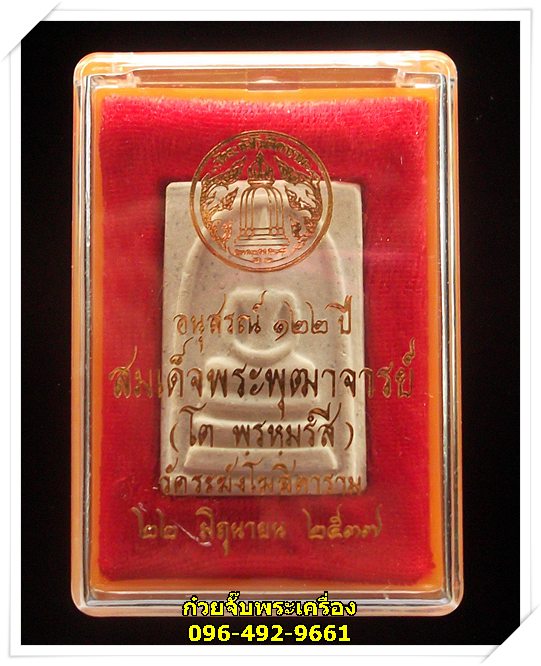 อนุสรณ์ ๑๒๒ ปี
สมเด็จพระพุฒาจารย์
(โต พฺรหฺมรํสี)
วัดระฆังโฆสิตาราม
๒๒ มิถุนายน ๒๕๓๗
ก๋วยจั๊บพระเครื่อง
096-492-9661